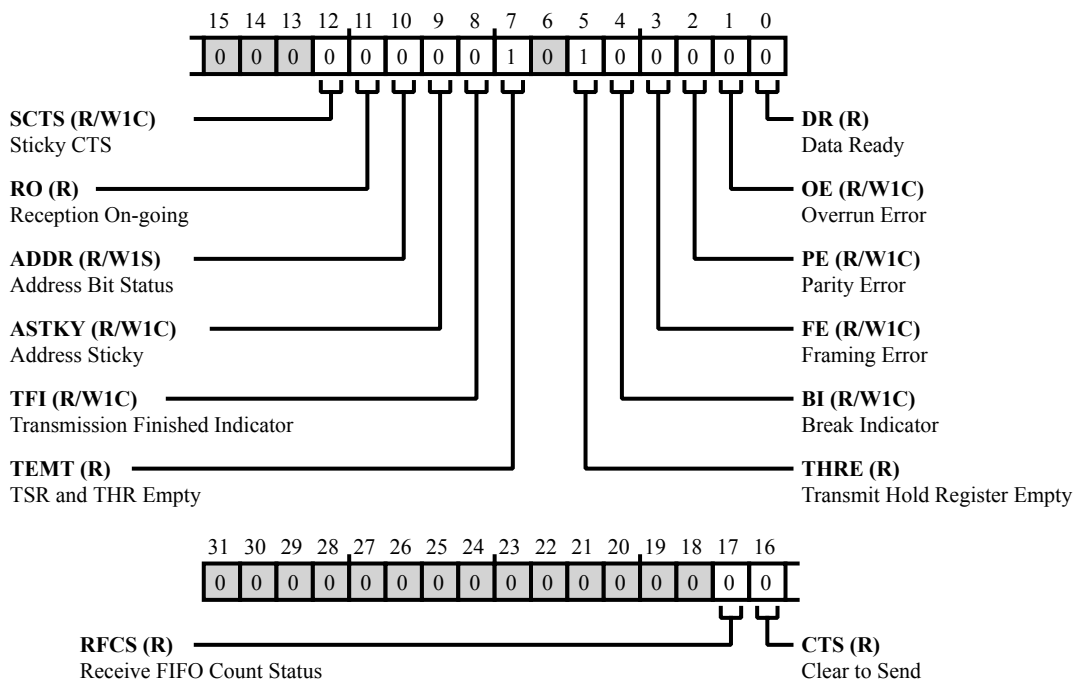 15 14 13 12 11 10 9 8 7 6 5 4 3 2 1 0
0 0 0 0 0 0 0 0 1 0 1 0 0 0 0 0
SCTS (R/W1C)
Sticky CTS
RO (R)
Reception On-going
ADDR (R/W1S)
Address Bit Status
ASTKY (R/W1C)
Address Sticky
TFI (R/W1C)
Transmission Finished Indicator
TEMT (R)
TSR and THR Empty
DR (R)
Data Ready
OE (R/W1C)
Overrun Error
PE (R/W1C)
Parity Error
FE (R/W1C)
Framing Error
BI (R/W1C)
Break Indicator
THRE (R)
Transmit Hold Register Empty
31 30 29 28 27 26 25 24 23 22 21 20 19 18 17 16
0 0 0 0 0 0 0 0 0 0 0 0 0 0 0 0
RFCS (R)
Receive FIFO Count Status
CTS (R)
Clear to Send